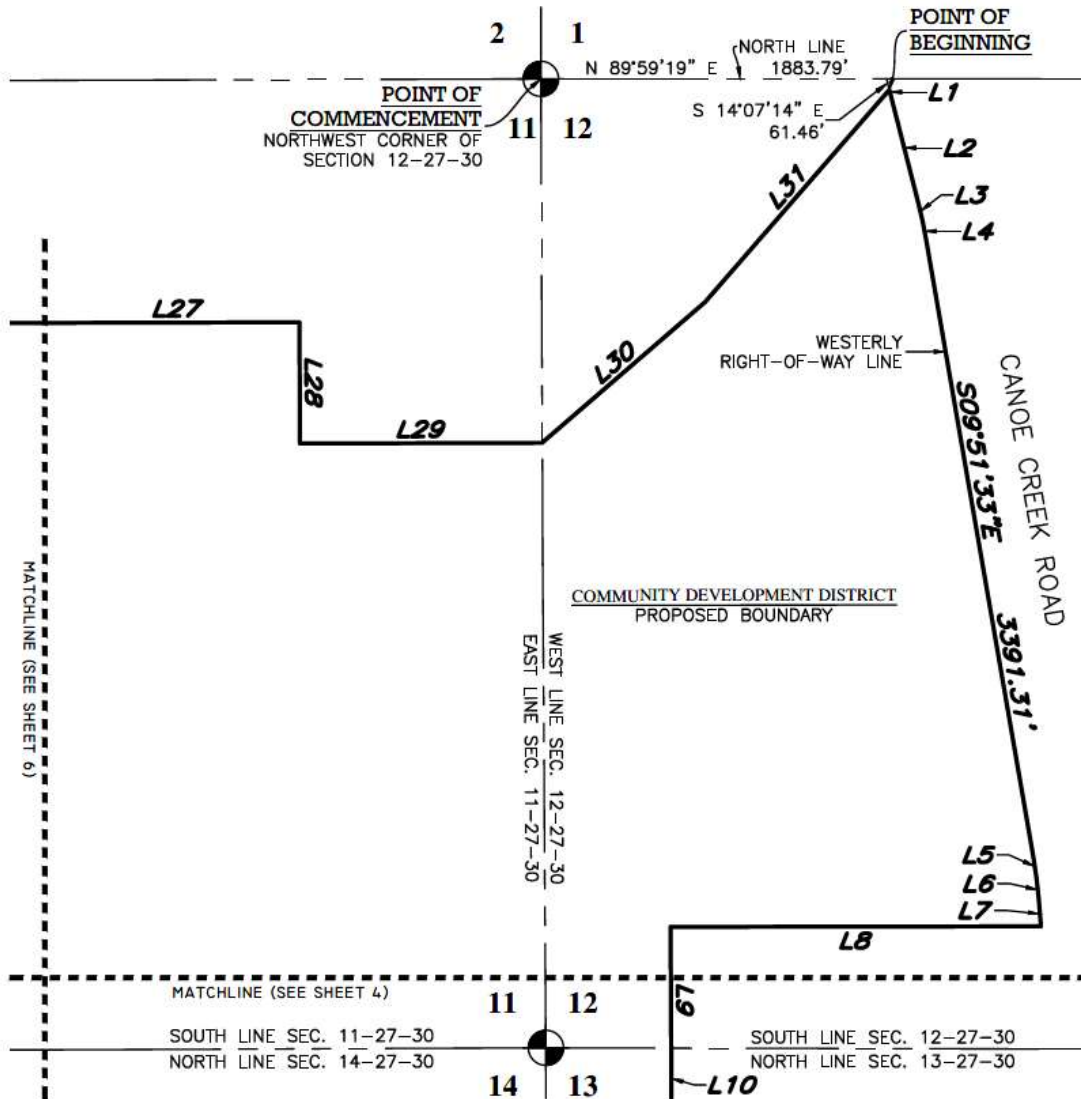 2 1
POINT OF
BEGINNING
NORTH LINE
N 89°59'19" E 1883.79'
POINT OF
COMMENCEMENT
NORTHWEST CORNER OF
SECTION 12-27-30
11 12
S 14°07'14" E
61.46'
L1
L2
L31
L3
L4
L27
L28
L30
L29
WESTERLY
RIGHT-OF-WAY LINE
CANOE CREEK ROAD
S09°51'33"E
3391.31'
MATCHLINE (SEE SHEET 6)
COMMUNITY DEVELOPMENT DISTRICT
PROPOSED BOUNDARY
WEST LINE SEC. 12-27-30
EAST LINE SEC. 11-27-30
L5
L6
L7
L8
L9
MATCHLINE (SEE SHEET 4)
11 12
SOUTH LINE SEC. 11-27-30
NORTH LINE SEC. 14-27-30
SOUTH LINE SEC. 12-27-30
NORTH LINE SEC. 13-27-30
14 13
L10